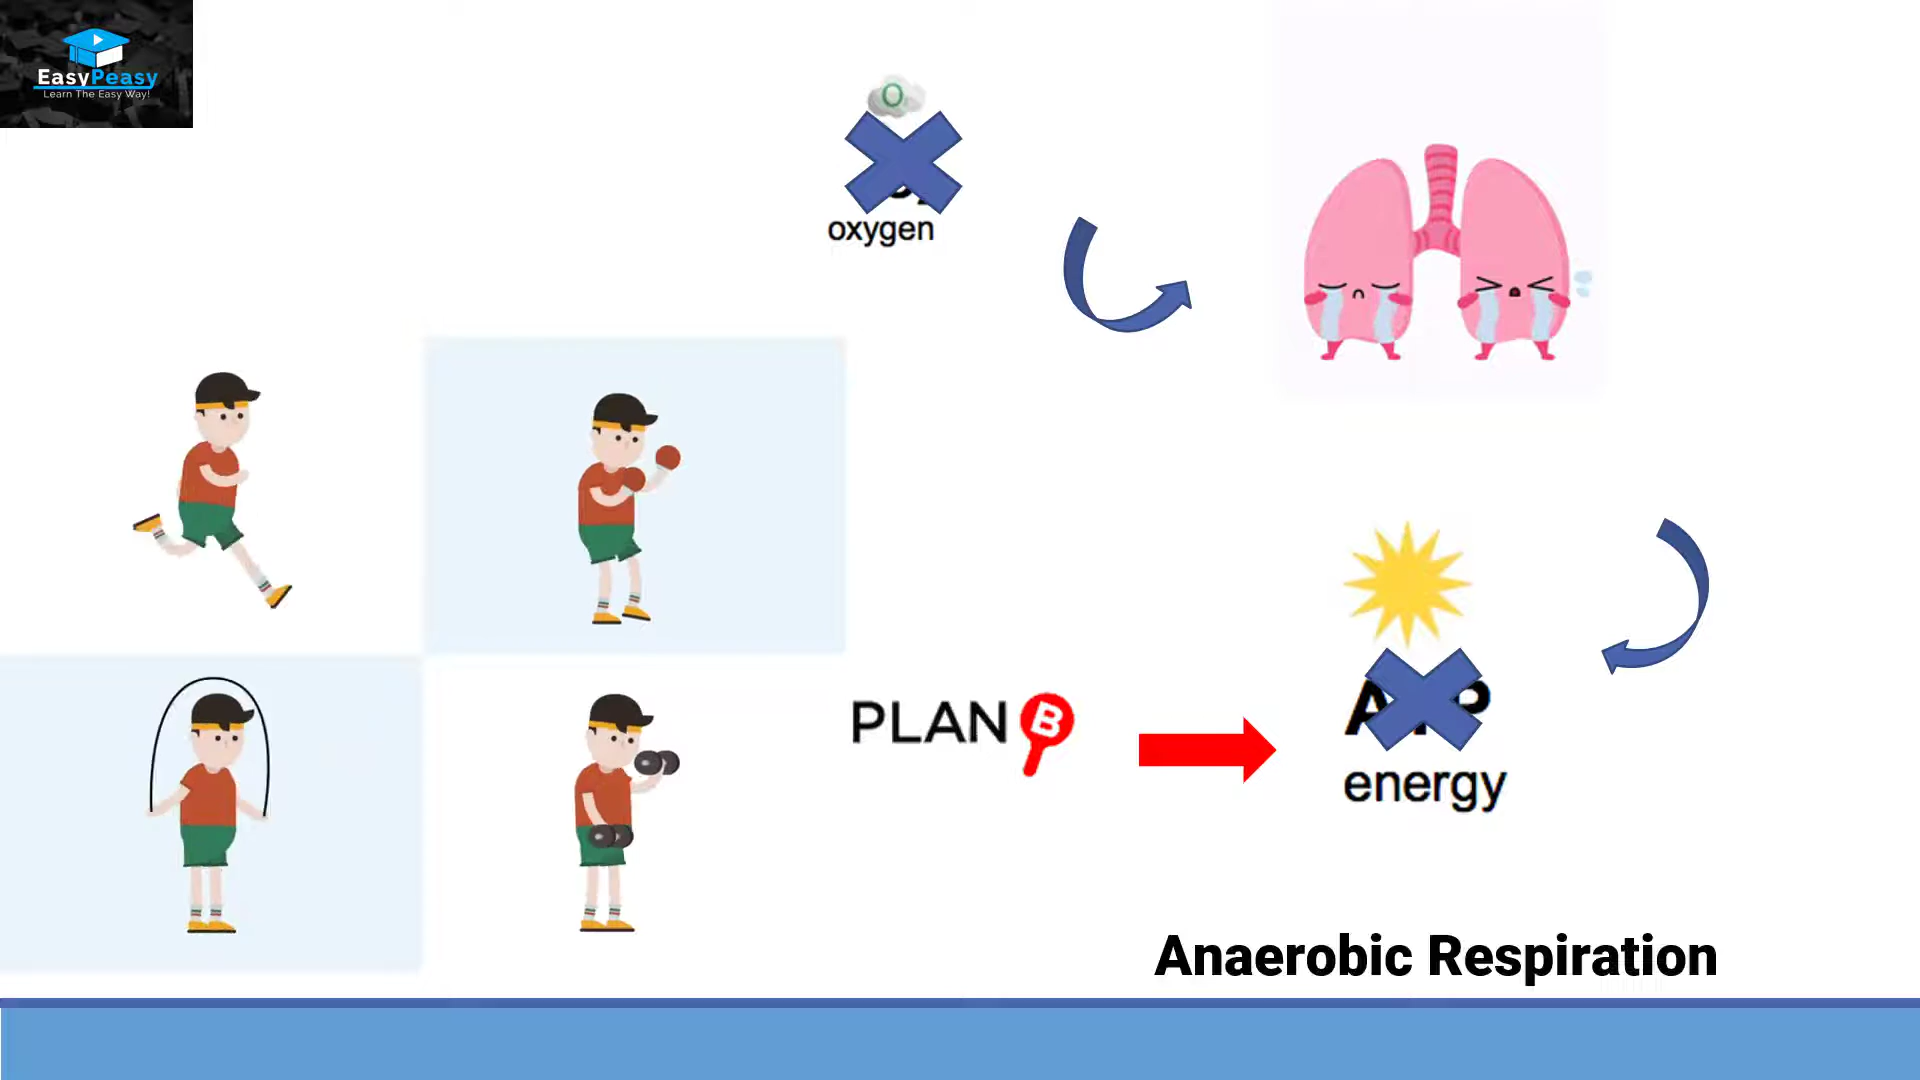 EasyPeasy
Learn The Easy Way!
O
oxygen
PLAN B
energy
Anaerobic Respiration